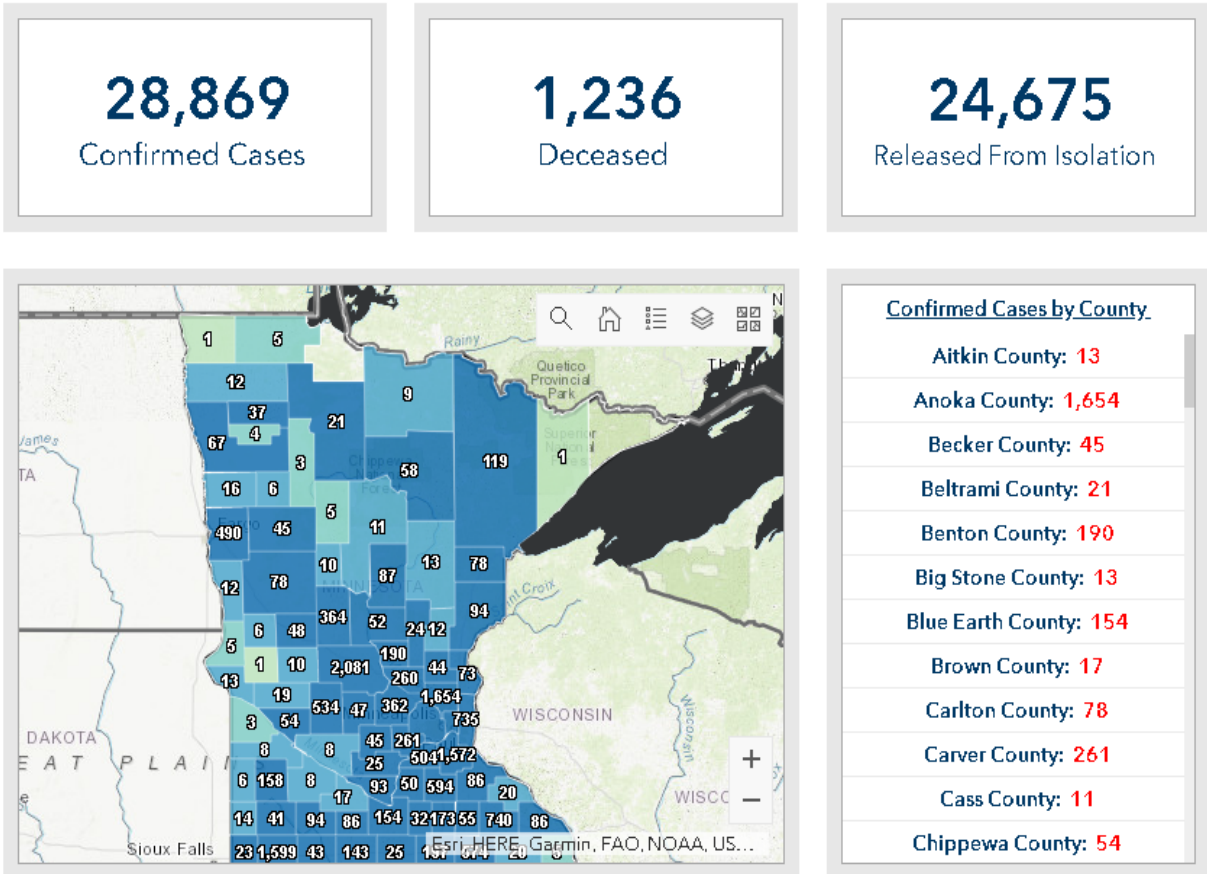 28,869
Confirmed Cases
1,236
Deceased
24,675
Released From Isolation
Confirmed Cases by County
Aitkin County: 13
Anoka County: 1,654
Becker County: 45
Beltrami County: 21
Benton County: 190
Big Stone County: 13
Blue Earth County: 154
Brown County: 17
Carlton County: 78
Carver County: 261
Cass County: 11
Chippewa County: 54
N
Rainy
1 5
Quetico
Provincial
Park
12 9
37 21
James
67 4
3 58 119 1
16 6
5 11
490 45
10 13 78
12 78 87
MINNESOTA
364 52 94
5 6 48 24 12
190
1 10 2,081 260 44 73
13
19 534 47 362 1,654
3 54 735
WISCONSIN
Wisconsin
DAKOTA
8 8 45 261
25 504 1,572
6 158 8 93 50 594 86
17 20
14 41 94 86 154 32 173 55 740 86
Sioux Falls
23 1,599 43 143 25
Esri, HERE, Garmin, FAO, NOAA, US...
+
−